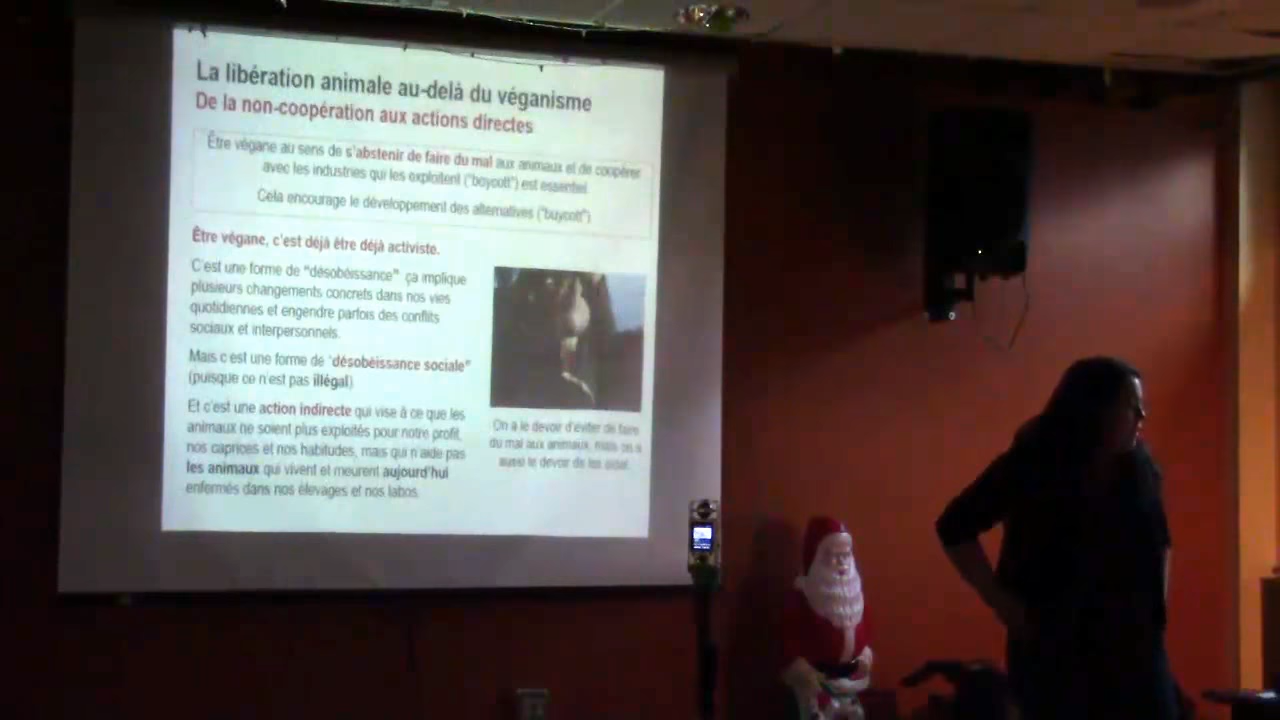 La libération animale au-delà du véganisme
De la non-coopération aux actions directes
Être végane au sens de s'abstenir de faire du mal aux animaux et de coopérer
avec les industries qui les exploitent ("boycott") est essentiel.
Cela encourage le développement des alternatives ("buycott")
Être végane, c'est déjà être déjà activiste.
C'est une forme de "désobéissance" ça implique
plusieurs changements concrets dans nos vies
quotidiennes et engendre parfois des conflits
sociaux et interpersonnels.
Mais c'est une forme de "désobéissance sociale"
(puisque ce n'est pas illégal)
Et c'est une action indirecte qui vise à ce que les
animaux ne soient plus exploités pour notre profit,
nos caprices et nos habitudes, mais qui n'aide pas
les animaux qui vivent et meurent aujourd'hui
enfermés dans nos élevages et nos labos.
On a le devoir d'éviter de faire
du mal aux animaux, mais on a
aussi le devoir de les aider.